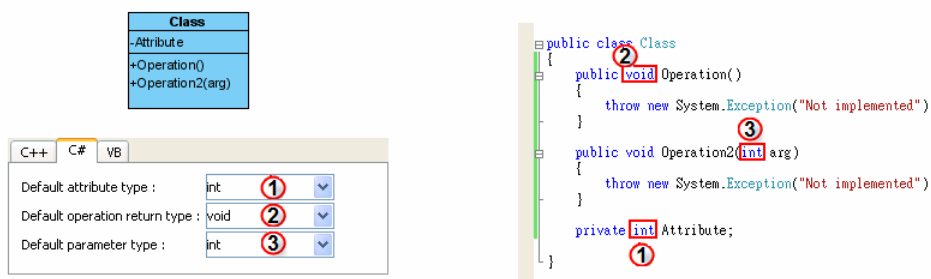 Class
-Attribute
+Operation()
+Operation2(arg)
C++ C# VB
Default attribute type : int 1
Default operation return type : void 2
Default parameter type : int 3
public class Class
{
2
public void Operation()
{
throw new System.Exception("Not implemented")
}
3
public void Operation2(int arg)
{
throw new System.Exception("Not implemented")
}
private int Attribute;
1
}